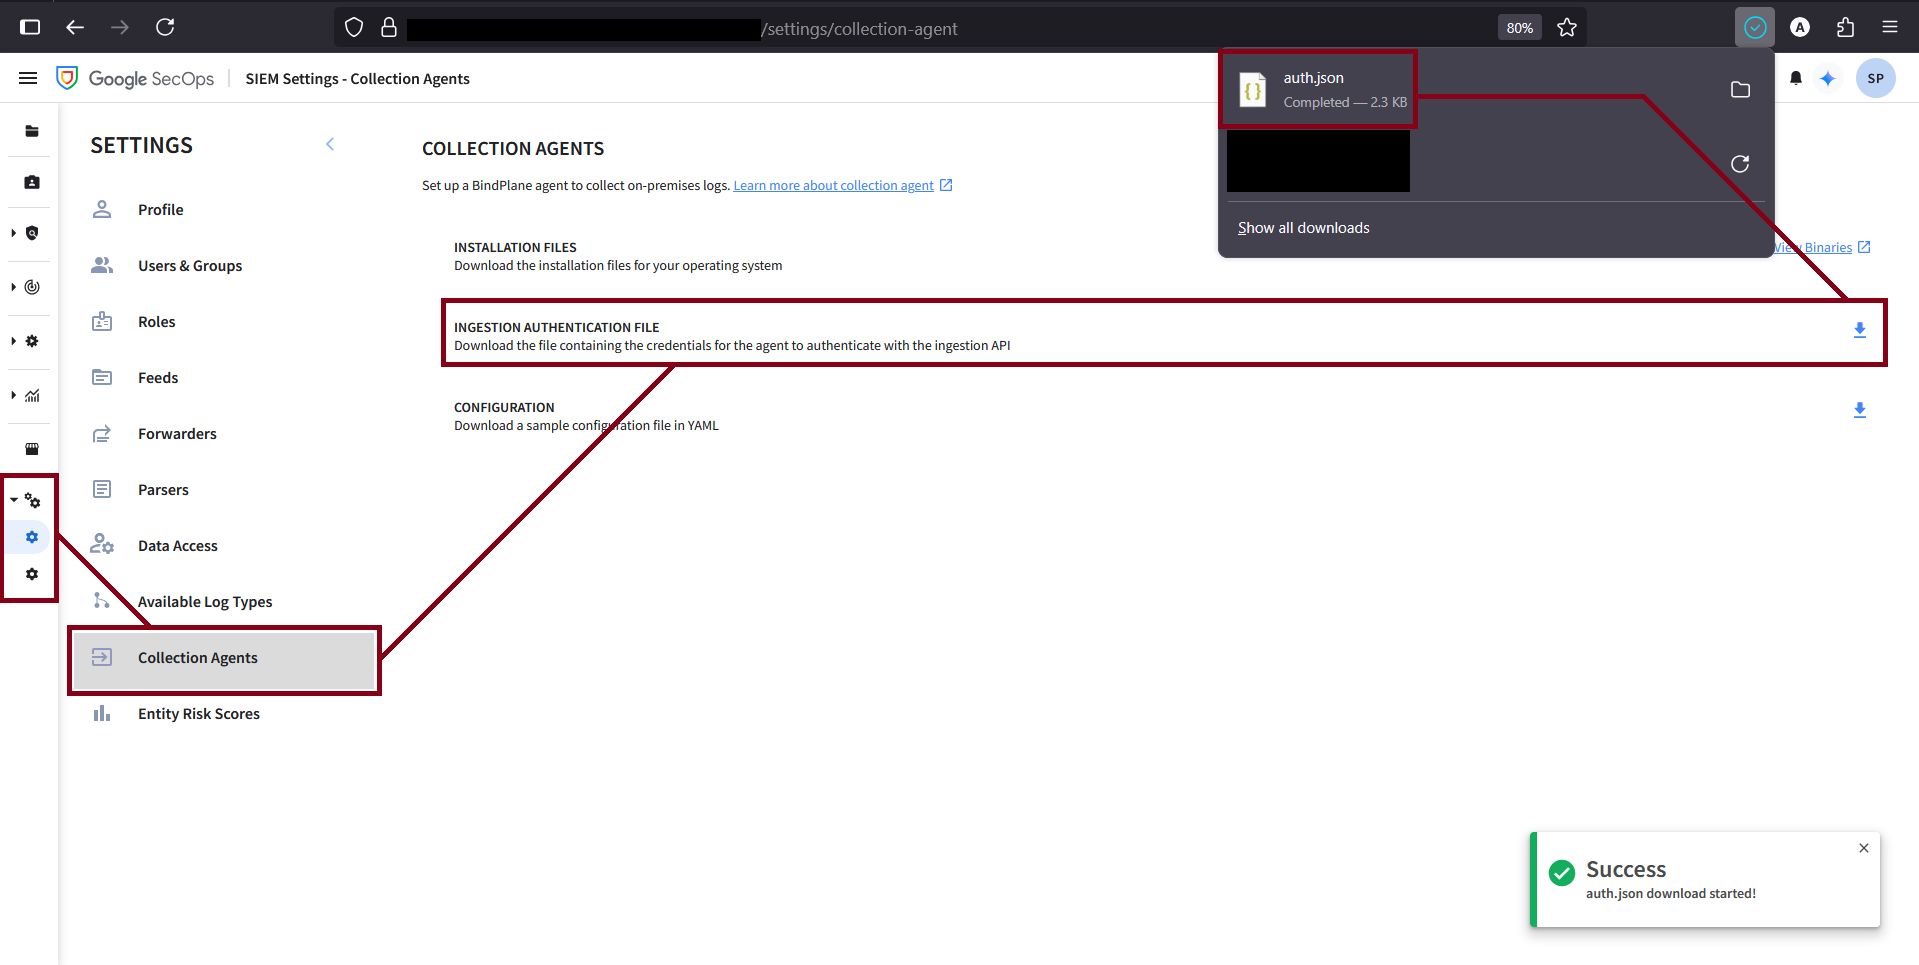 /settings/collection-agent
80%
A
Google SecOps
SIEM Settings - Collection Agents
SP
auth.json
Completed — 2.3 KB
Show all downloads
SETTINGS
Profile
Users & Groups
Roles
Feeds
Forwarders
Parsers
Data Access
Available Log Types
Collection Agents
Entity Risk Scores
COLLECTION AGENTS
Set up a BindPlane agent to collect on-premises logs. Learn more about collection agent
INSTALLATION FILES
Download the installation files for your operating system
View Binaries
INGESTION AUTHENTICATION FILE
Download the file containing the credentials for the agent to authenticate with the ingestion API
CONFIGURATION
Download a sample configuration file in YAML
Success
auth.json download started!